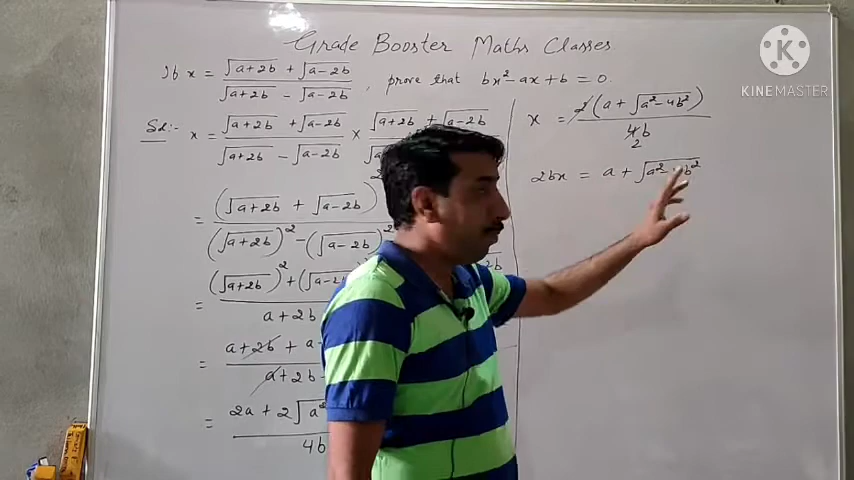 Grade Booster Maths Classes
If x = √(a+2b) + √(a-2b) / √(a+2b) - √(a-2b) , prove that bx² - ax + b = 0.
Sol:- x = √(a+2b) + √(a-2b) / √(a+2b) - √(a-2b) × √(a+2b) + √(a-2b)
= (√(a+2b) + √(a-2b)) / (√(a+2b))² - (√(a-2b))²
= (√(a+2b))² + (√(a-2b / a+2b
= a+2b + a- / a+2b -
= 2a + 2√a² / 4b
x = 2(a + √(a²-4b²)) / 4b
2
2bx = a + √(a²- b²)
K
KINEMASTER